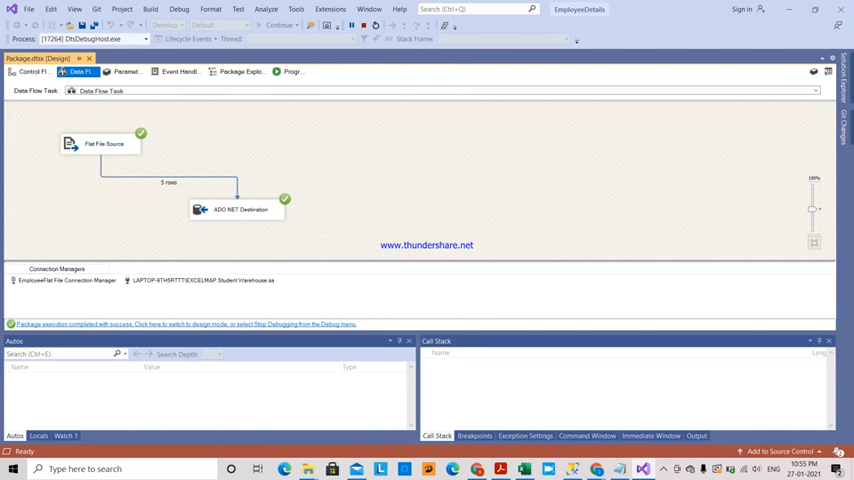 File Edit View Git Project Build Debug Format Test Analyze Tools Extensions Window Help Search (Ctrl+Q) EmployeeDetails Sign in
Develop Default Continue
Process: [17264] DtsDebugHost.exe Lifecycle Events Thread: Stack Frame:
Package.dtsx [Design]
Control Fl... Data Fl... Paramet... Event Handl... Package Explo... Progr...
Data Flow Task: Data Flow Task
Solution Explorer
Git Changes
Flat File Source
5 rows
ADO NET Destination
100%
www.thundershare.net
Connection Managers
EmployeeFlat File Connection Manager LAPTOP-9TH5RTTT\EXCELMAP.Student Warehouse.sa
Package execution completed with success. Click here to switch to design mode, or select Stop Debugging from the Debug menu.
Autos
Search (Ctrl+E) Search Depth:
Name Value Type
Autos Locals Watch 1
Call Stack
Name Lang
Call Stack Breakpoints Exception Settings Command Window Immediate Window Output
Ready Add to Source Control 2
Type here to search
ENG 10:55 PM
27-01-2021 2